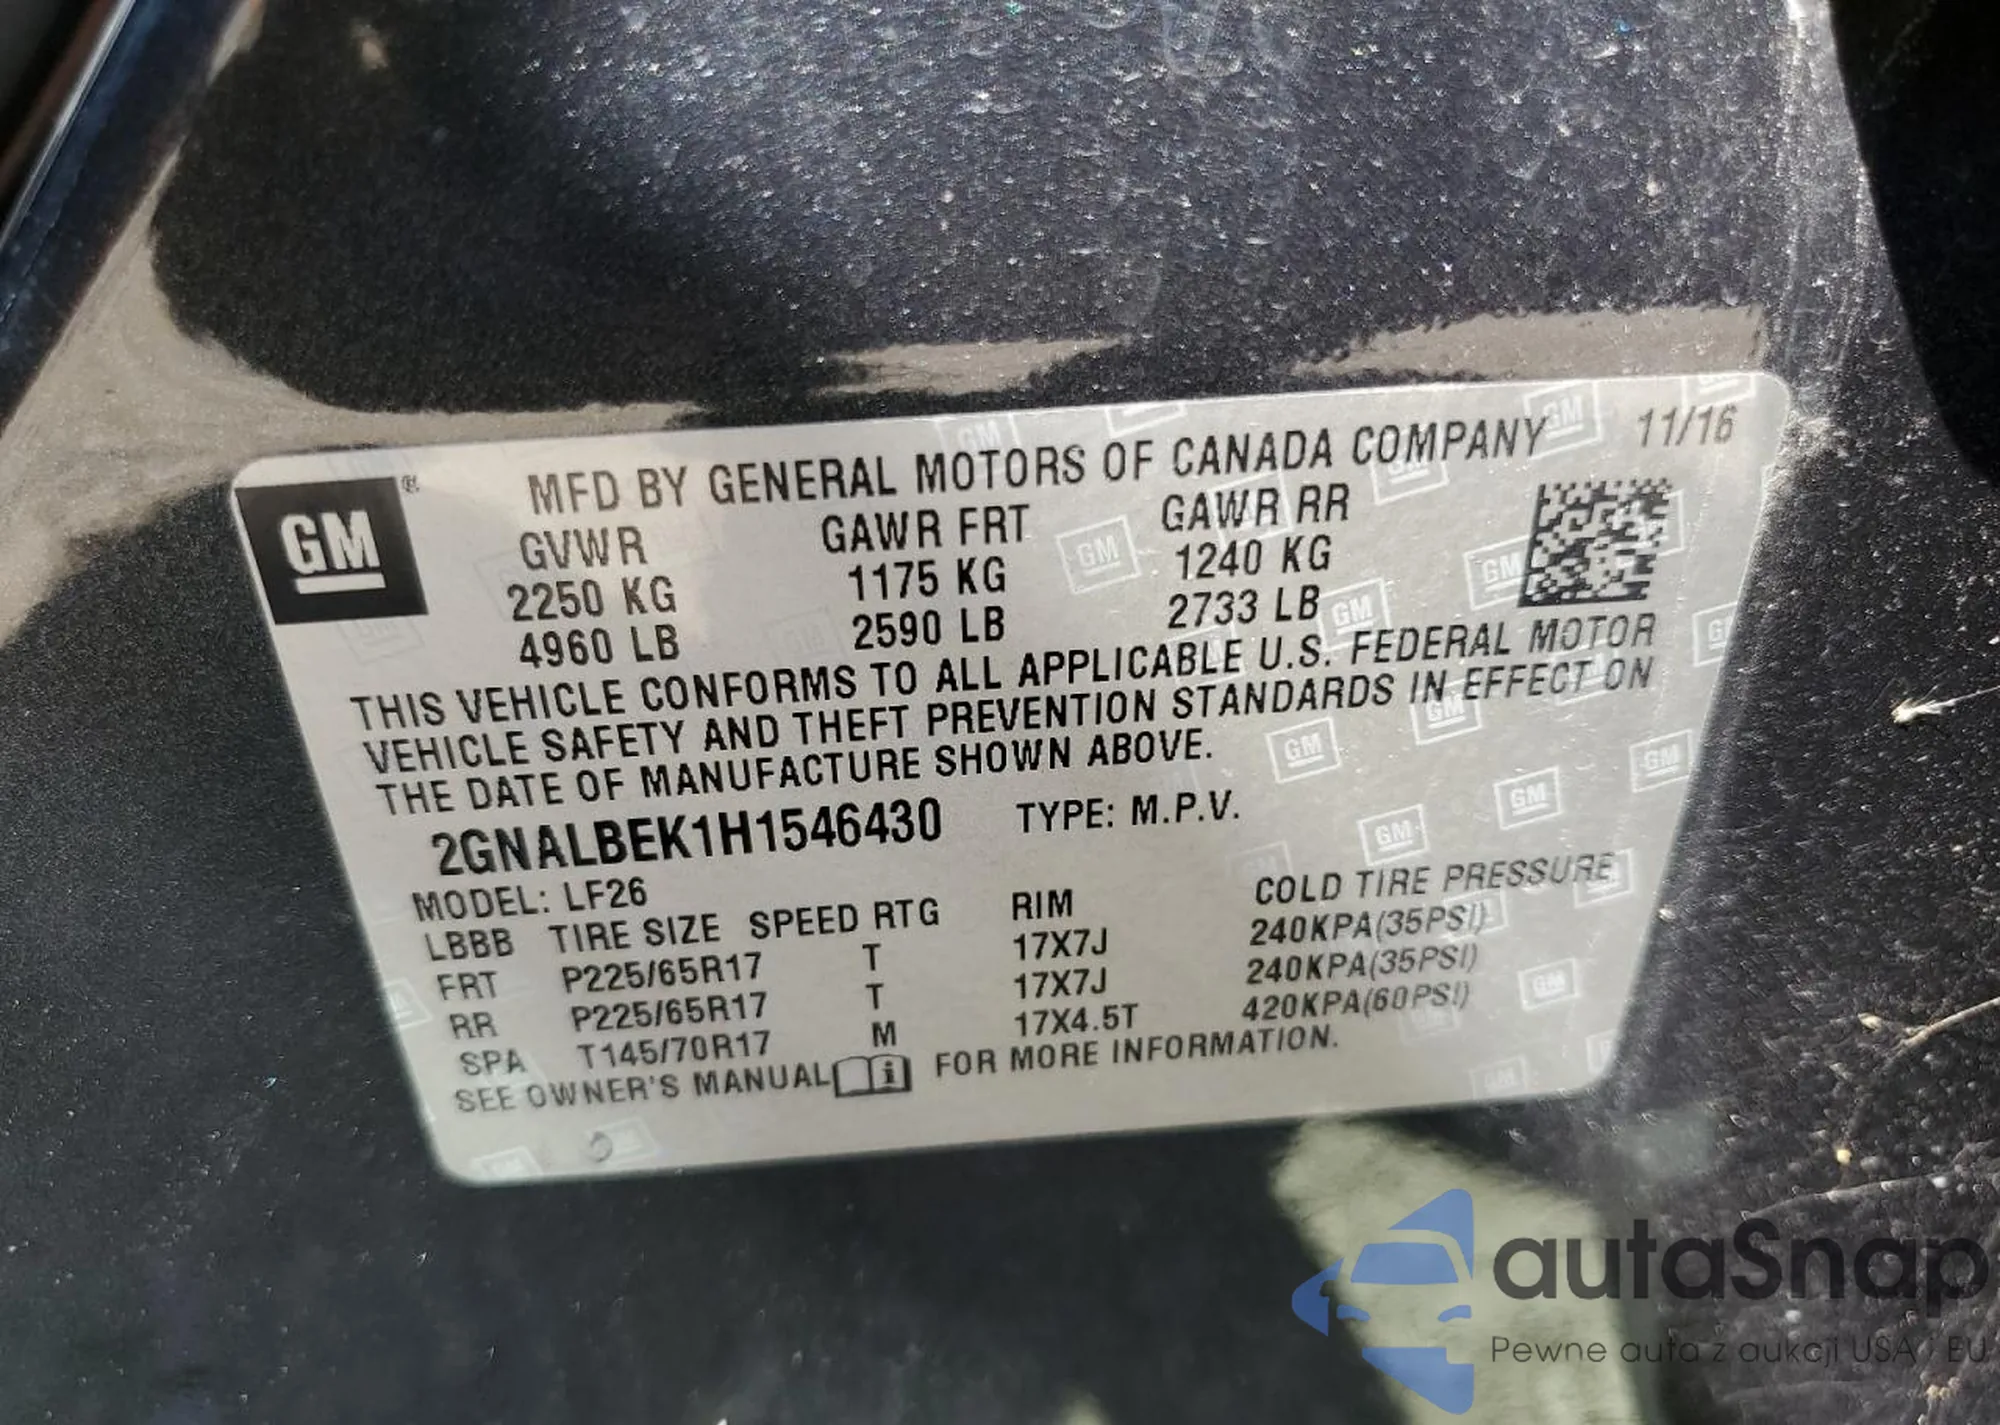 GM®
MFD BY GENERAL MOTORS OF CANADA COMPANY 11/16
GVWR GAWR FRT GAWR RR
2250 KG 1175 KG 1240 KG
4960 LB 2590 LB 2733 LB
THIS VEHICLE CONFORMS TO ALL APPLICABLE U.S. FEDERAL MOTOR
VEHICLE SAFETY AND THEFT PREVENTION STANDARDS IN EFFECT ON
THE DATE OF MANUFACTURE SHOWN ABOVE.
2GNALBEK1H1546430 TYPE: M.P.V.
MODEL: LF26
LBBB TIRE SIZE SPEED RTG RIM COLD TIRE PRESSURE
FRT P225/65R17 T 17X7J 240KPA(35PSI)
RR P225/65R17 T 17X7J 240KPA(35PSI)
SPA T145/70R17 M 17X4.5T 420KPA(60PSI)
SEE OWNER'S MANUAL i FOR MORE INFORMATION.
autaSnap
Pewne auta z aukcji USA i EU